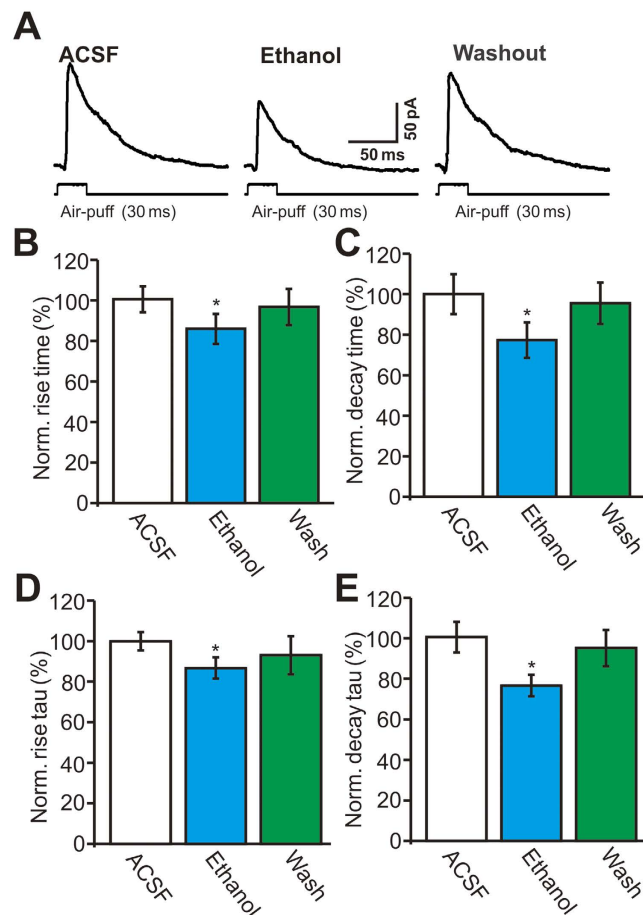 A
ACSF
Ethanol
Washout
50 pA
50 ms
Air-puff (30 ms)
Air-puff (30 ms)
Air-puff (30 ms)
B
Norm. rise time (%)
120
100
80
60
40
20
0
*
ACSF
Ethanol
Wash
C
Norm. decay time (%)
120
100
80
60
40
20
0
*
ACSF
Ethanol
Wash
D
Norm. rise tau (%)
120
100
80
60
40
20
0
*
ACSF
Ethanol
Wash
E
Norm. decay tau (%)
120
100
80
60
40
20
0
*
ACSF
Ethanol
Wash